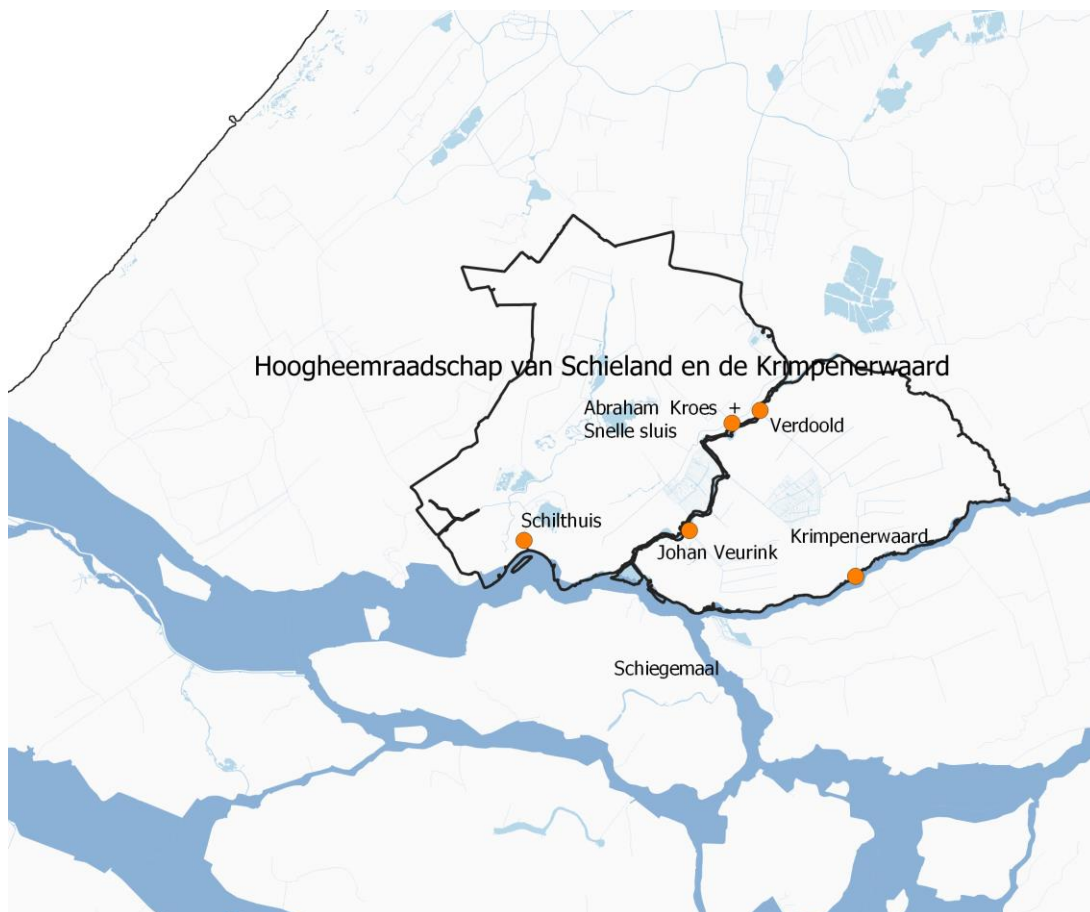 Hoogheemraadschap van Schieland en de Krimpenerwaard
Abraham Kroes +
Snelle sluis
Verdoold
Schilthuis
Krimpenerwaard
Johan Veurink
Schiegemaal